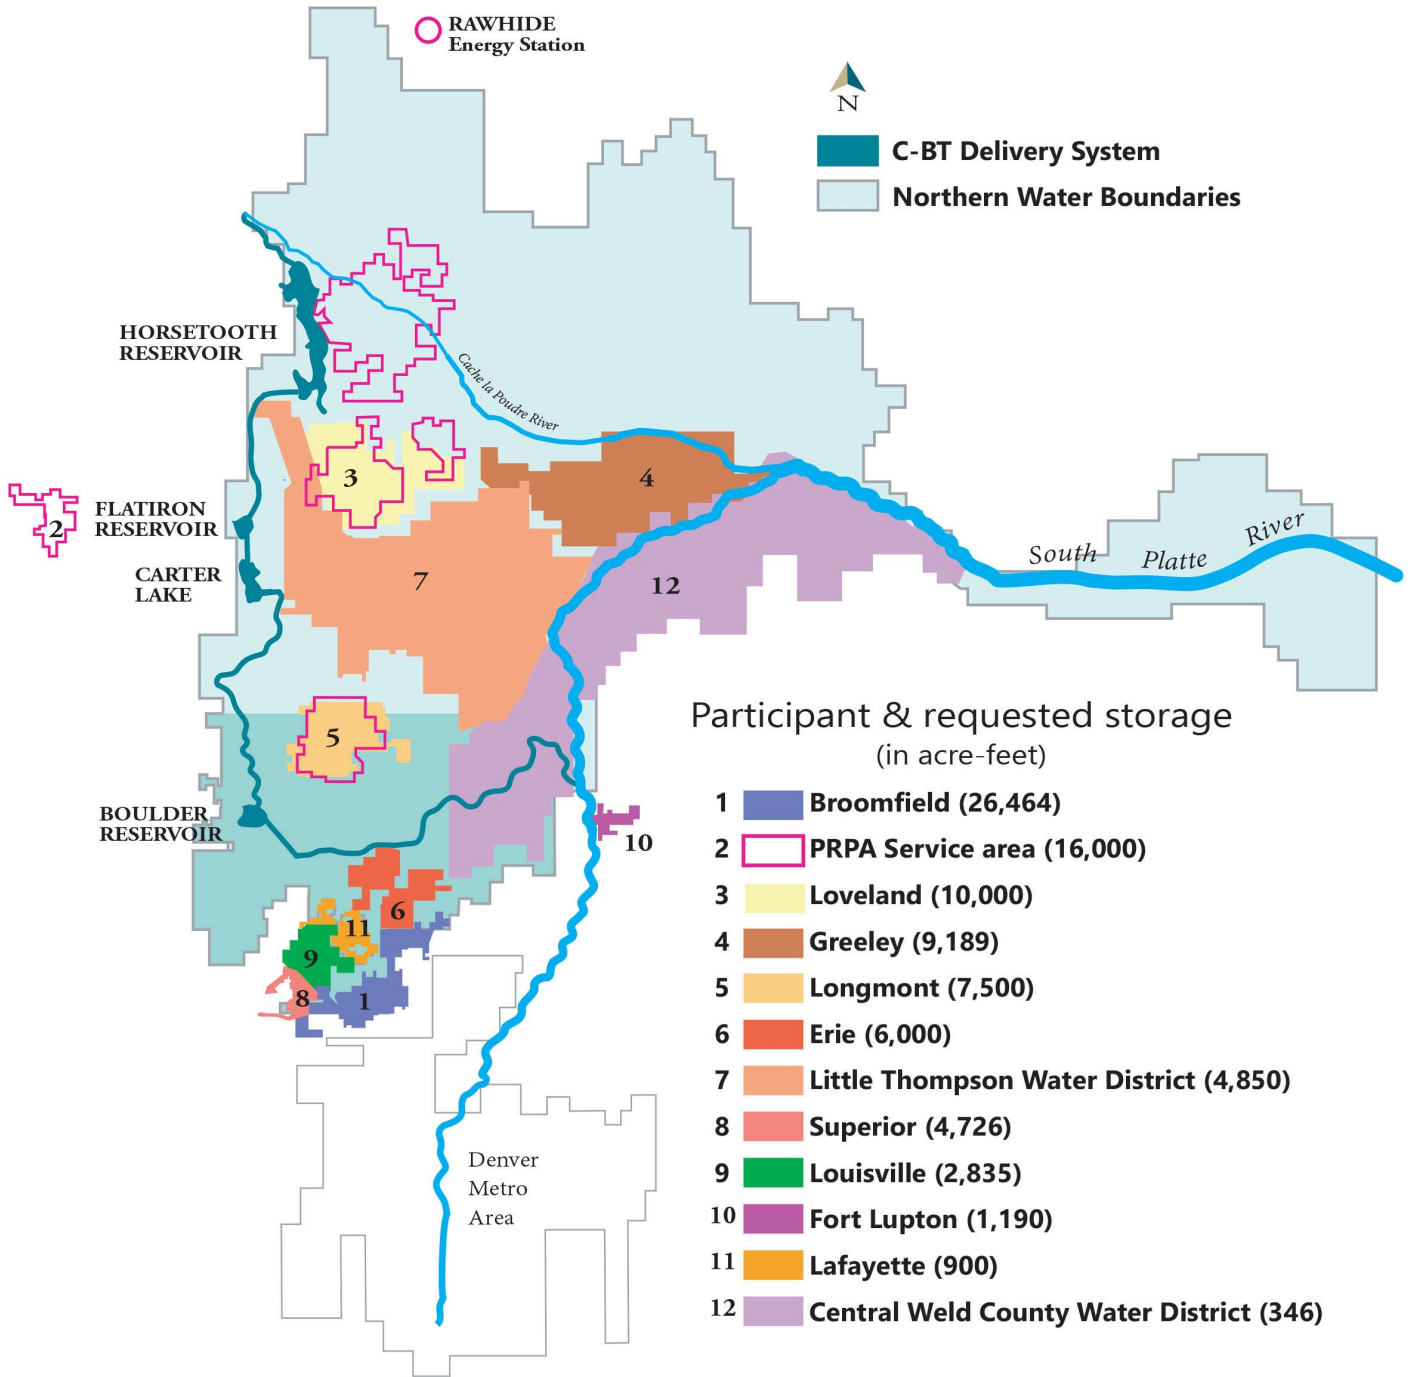 RAWHIDE
Energy Station
N
C-BT Delivery System
Northern Water Boundaries
HORSETOOTH
RESERVOIR
Cache la Poudre River
3
4
FLATIRON
RESERVOIR
2
CARTER
LAKE
7
12
South Platte River
5
BOULDER
RESERVOIR
10
6
11
9
8
1
Denver
Metro
Area
Participant & requested storage
(in acre-feet)
1 Broomfield (26,464)
2 PRPA Service area (16,000)
3 Loveland (10,000)
4 Greeley (9,189)
5 Longmont (7,500)
6 Erie (6,000)
7 Little Thompson Water District (4,850)
8 Superior (4,726)
9 Louisville (2,835)
10 Fort Lupton (1,190)
11 Lafayette (900)
12 Central Weld County Water District (346)